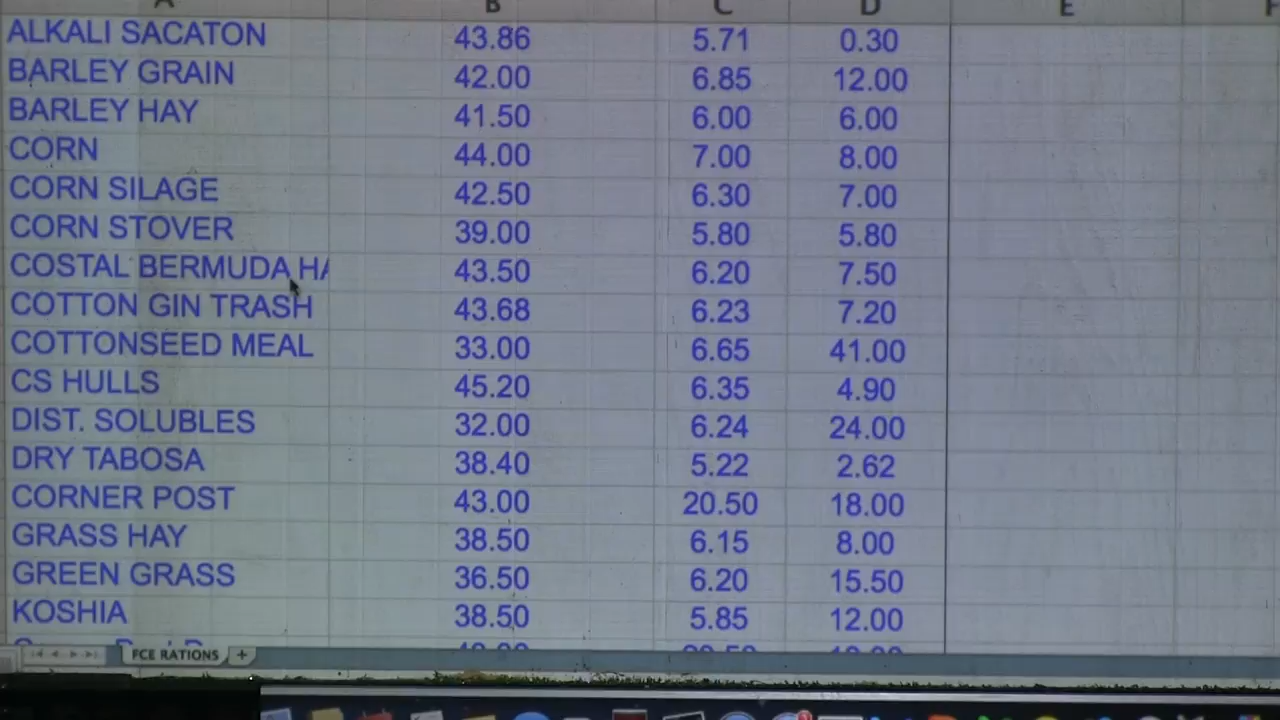 A B C D E F
ALKALI SACATON 43.86 5.71 0.30
BARLEY GRAIN 42.00 6.85 12.00
BARLEY HAY 41.50 6.00 6.00
CORN 44.00 7.00 8.00
CORN SILAGE 42.50 6.30 7.00
CORN STOVER 39.00 5.80 5.80
COSTAL BERMUDA HA 43.50 6.20 7.50
COTTON GIN TRASH 43.68 6.23 7.20
COTTONSEED MEAL 33.00 6.65 41.00
CS HULLS 45.20 6.35 4.90
DIST. SOLUBLES 32.00 6.24 24.00
DRY TABOSA 38.40 5.22 2.62
CORNER POST 43.00 20.50 18.00
GRASS HAY 38.50 6.15 8.00
GREEN GRASS 36.50 6.20 15.50
KOSHIA 38.50 5.85 12.00
FCE RATIONS +